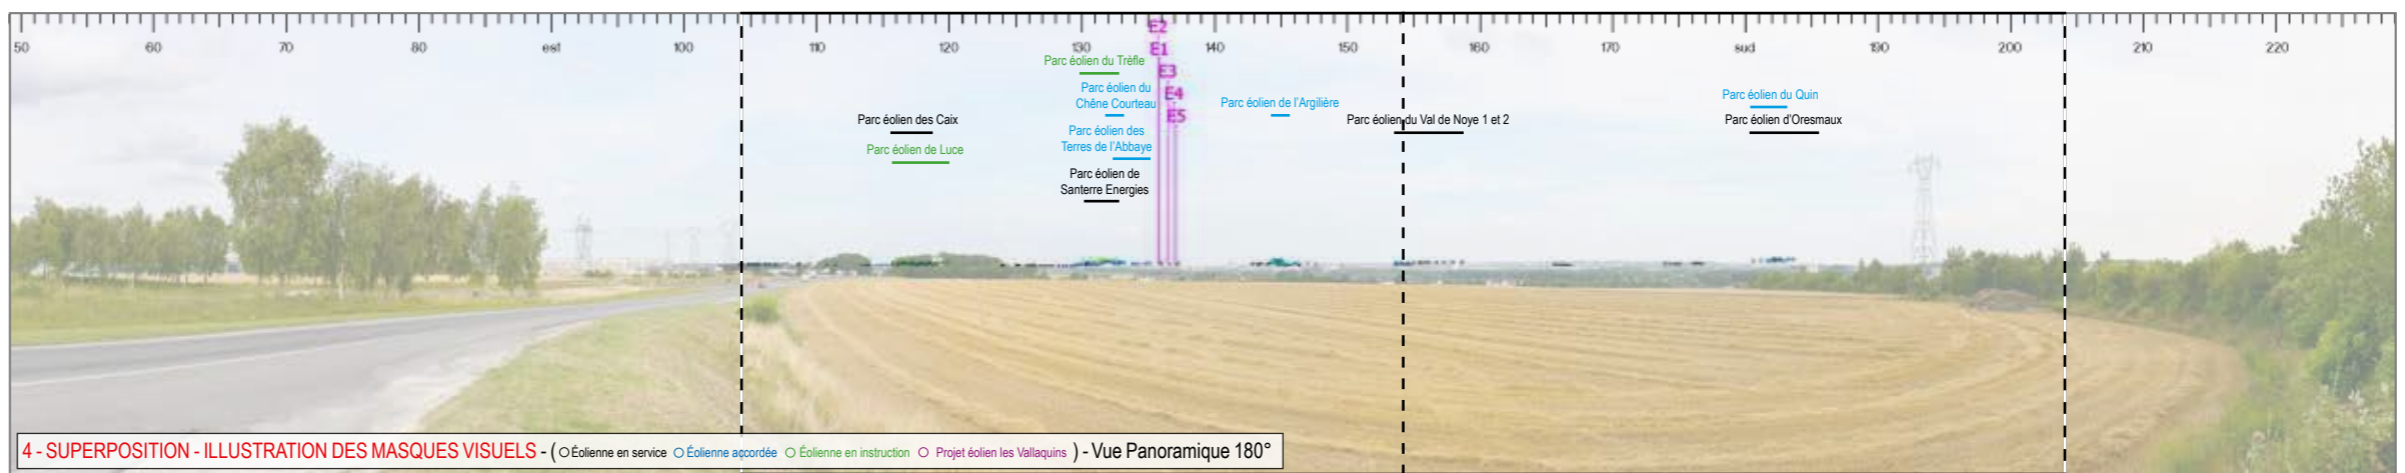 50 60 70 80 est 100 110 120 130 140 150 160 170 sud 190 200 210 220
E2
E1
E3
E4
E5
Parc éolien du Trèfle
Parc éolien du
Chêne Courteau
Parc éolien des
Terres de l'Abbaye
Parc éolien de
Santerre Energies
Parc éolien des Caix
Parc éolien de Luce
Parc éolien de l'Argilière
Parc éolien du Val de Noye 1 et 2
Parc éolien du Quin
Parc éolien d'Oresmaux
4 - SUPERPOSITION - ILLUSTRATION DES MASQUES VISUELS - ( Éolienne en service Éolienne accordée Éolienne en instruction Projet éolien les Vallaquins ) - Vue Panoramique 180°